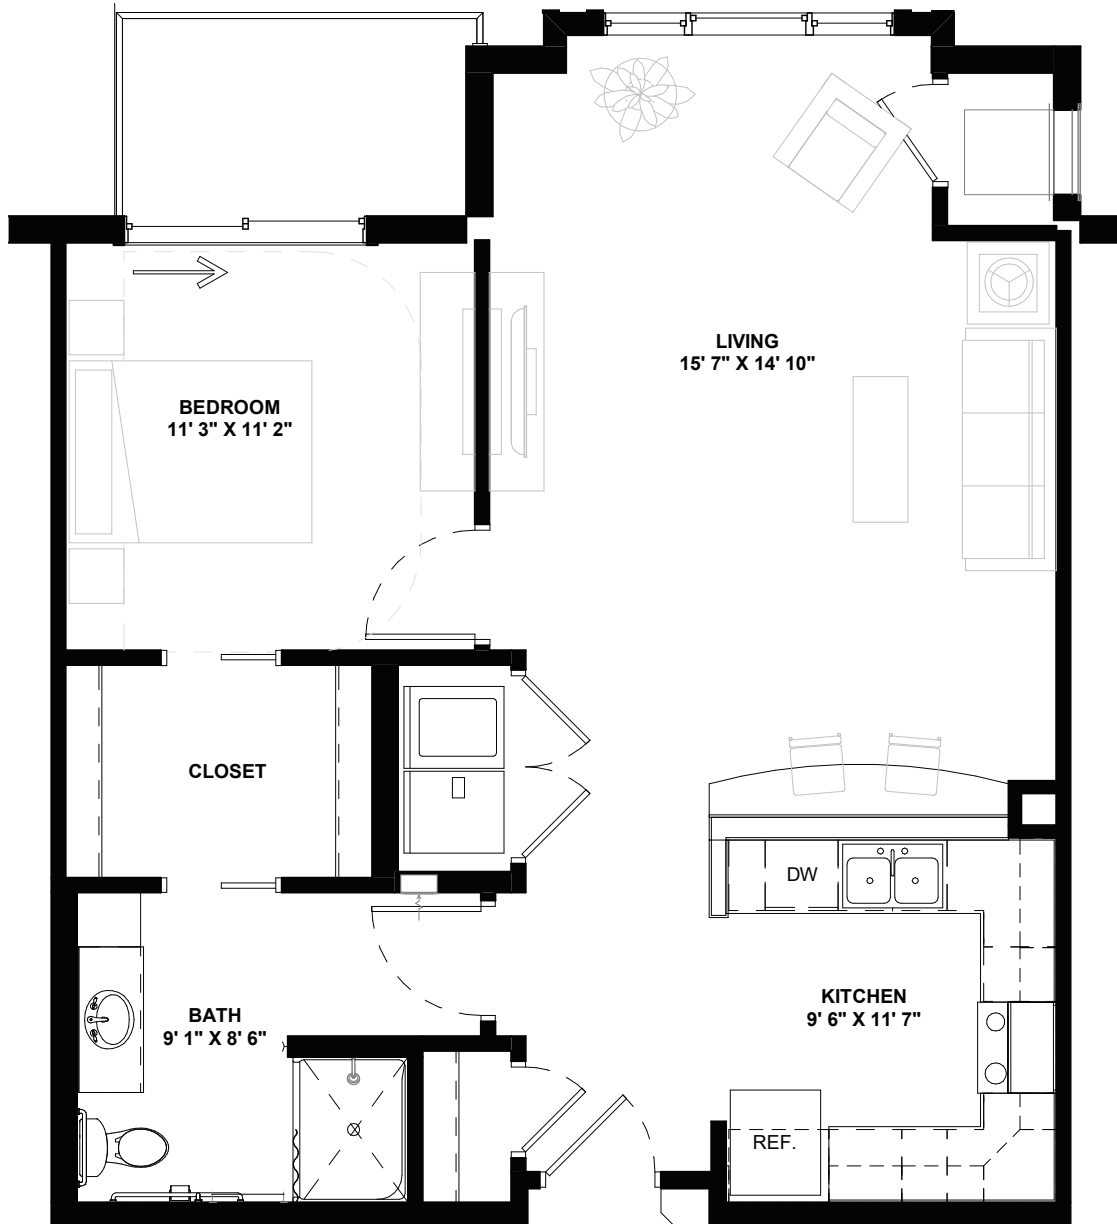 LIVING
15' 7" X 14' 10"
BEDROOM
11' 3" X 11' 2"
CLOSET
DW
KITCHEN
9' 6" X 11' 7"
BATH
9' 1" X 8' 6"
REF.